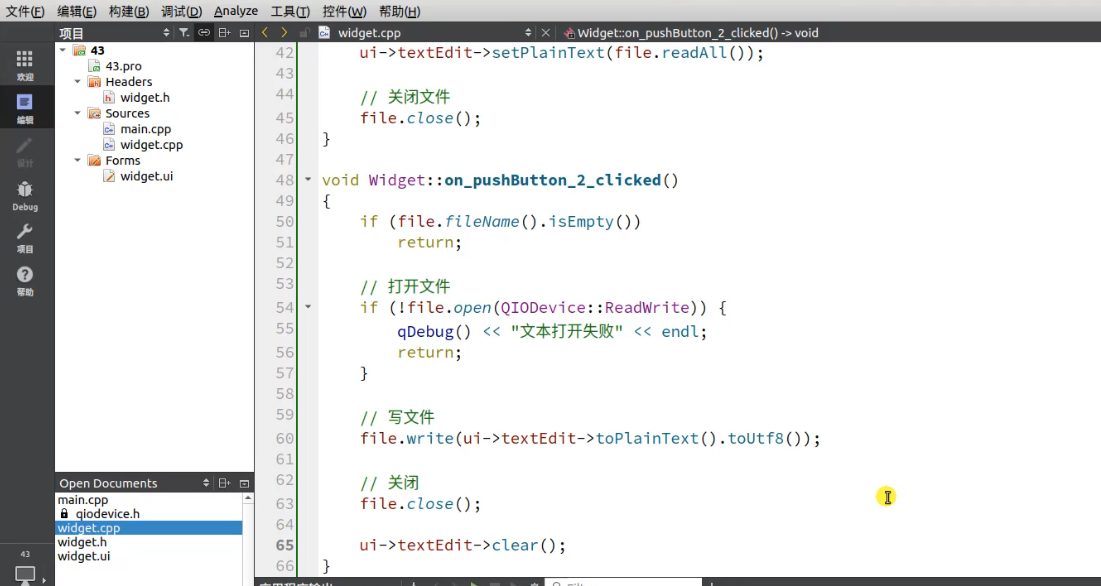 文件(F) 编辑(E) 构建(B) 调试(D) Analyze 工具(T) 控件(W) 帮助(H)
项目
widget.cpp
Widget::on_pushButton_2_clicked() -> void
欢迎
编辑
设计
Debug
项目
帮助
43
43
43.pro
Headers
widget.h
Sources
main.cpp
widget.cpp
Forms
widget.ui
Open Documents
main.cpp
qiodevice.h
widget.cpp
widget.h
widget.ui
42 ui->textEdit->setPlainText(file.readAll());
43
44 // 关闭文件
45 file.close();
46 }
47
48 void Widget::on_pushButton_2_clicked()
49 {
50 if (file.fileName().isEmpty())
51 return;
52
53 // 打开文件
54 if (!file.open(QIODevice::ReadWrite)) {
55 qDebug() << "文本打开失败" << endl;
56 return;
57 }
58
59 // 写文件
60 file.write(ui->textEdit->toPlainText().toUtf8());
61
62 // 关闭
63 file.close();
64
65 ui->textEdit->clear();
66 }